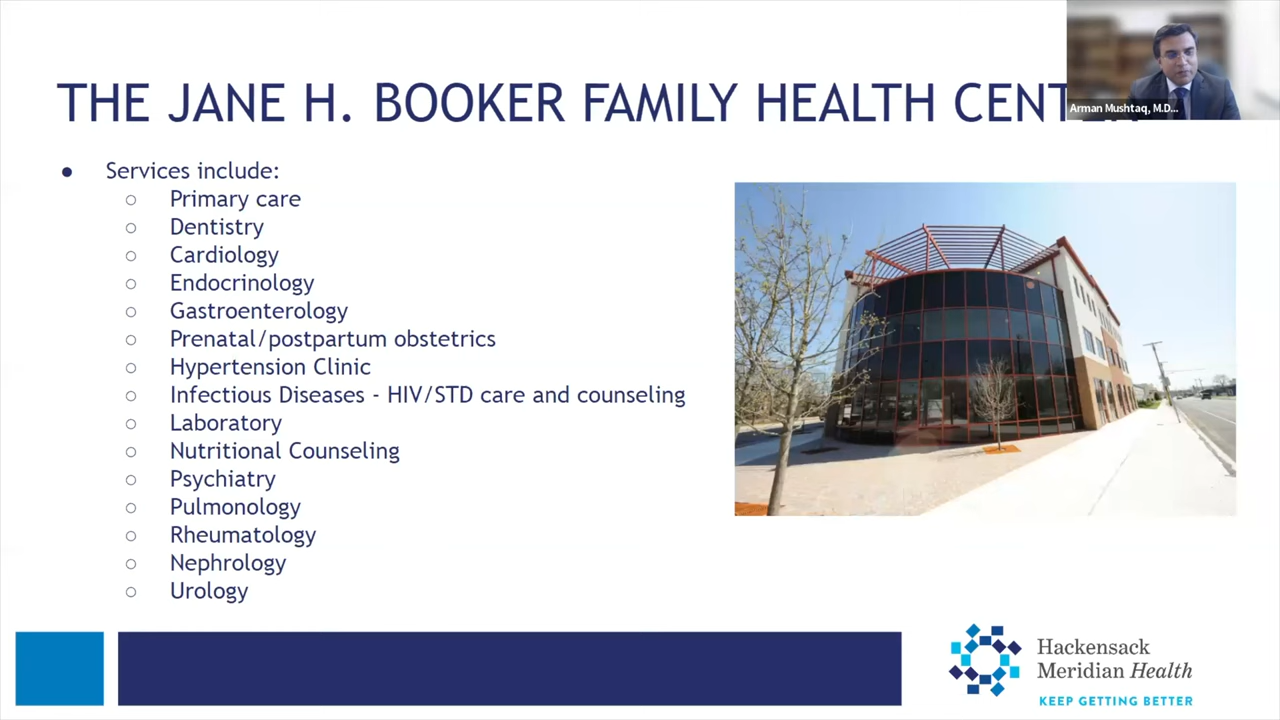 THE JANE H. BOOKER FAMILY HEALTH CENTER
Arman Mushtaq, M.D...
● Services include:
○ Primary care
○ Dentistry
○ Cardiology
○ Endocrinology
○ Gastroenterology
○ Prenatal/postpartum obstetrics
○ Hypertension Clinic
○ Infectious Diseases - HIV/STD care and counseling
○ Laboratory
○ Nutritional Counseling
○ Psychiatry
○ Pulmonology
○ Rheumatology
○ Nephrology
○ Urology
Hackensack
Meridian Health
KEEP GETTING BETTER